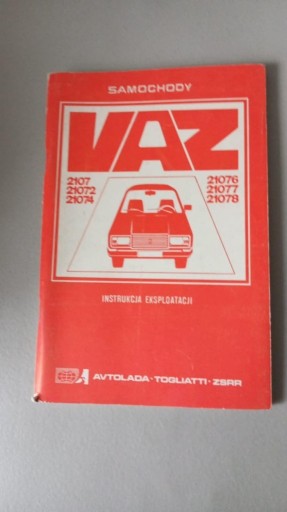 SAMOCHODY
VAZ
2107 21076
21072 21077
21074 21078
INSTRUKCJA EKSPLOATACJI
AVTOLADA-TOGLIATTI-ZSRR